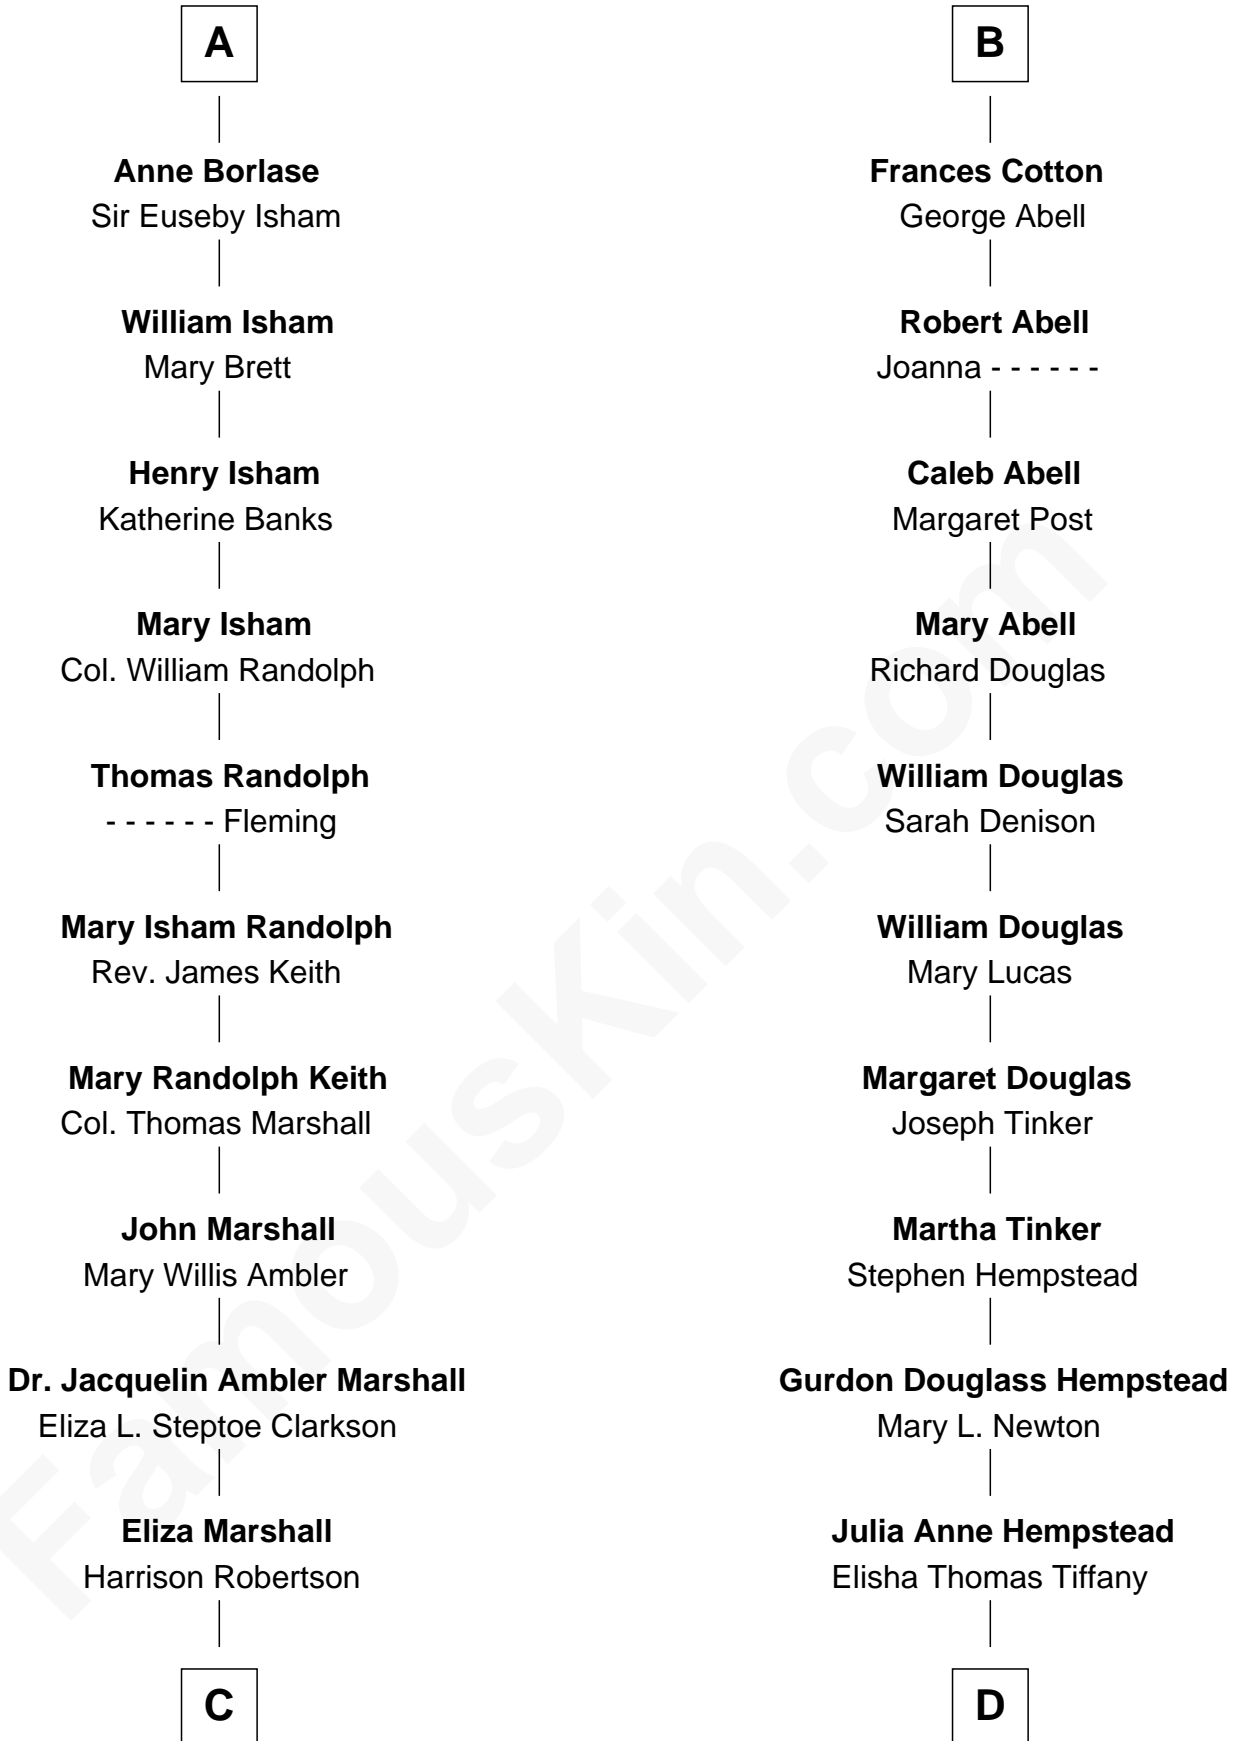 A
Anne Borlase
Sir Euseby Isham
William Isham
Mary Brett
Henry Isham
Katherine Banks
Mary Isham
Col. William Randolph
Thomas Randolph
- - - - - - Fleming
Mary Isham Randolph
Rev. James Keith
Mary Randolph Keith
Col. Thomas Marshall
John Marshall
Mary Willis Ambler
Dr. Jacquelin Ambler Marshall
Eliza L. Steptoe Clarkson
Eliza Marshall
Harrison Robertson
C
B
Frances Cotton
George Abell
Robert Abell
Joanna - - - - - -
Caleb Abell
Margaret Post
Mary Abell
Richard Douglas
William Douglas
Sarah Denison
William Douglas
Mary Lucas
Margaret Douglas
Joseph Tinker
Martha Tinker
Stephen Hempstead
Gurdon Douglass Hempstead
Mary L. Newton
Julia Anne Hempstead
Elisha Thomas Tiffany
D
FamousKin.com